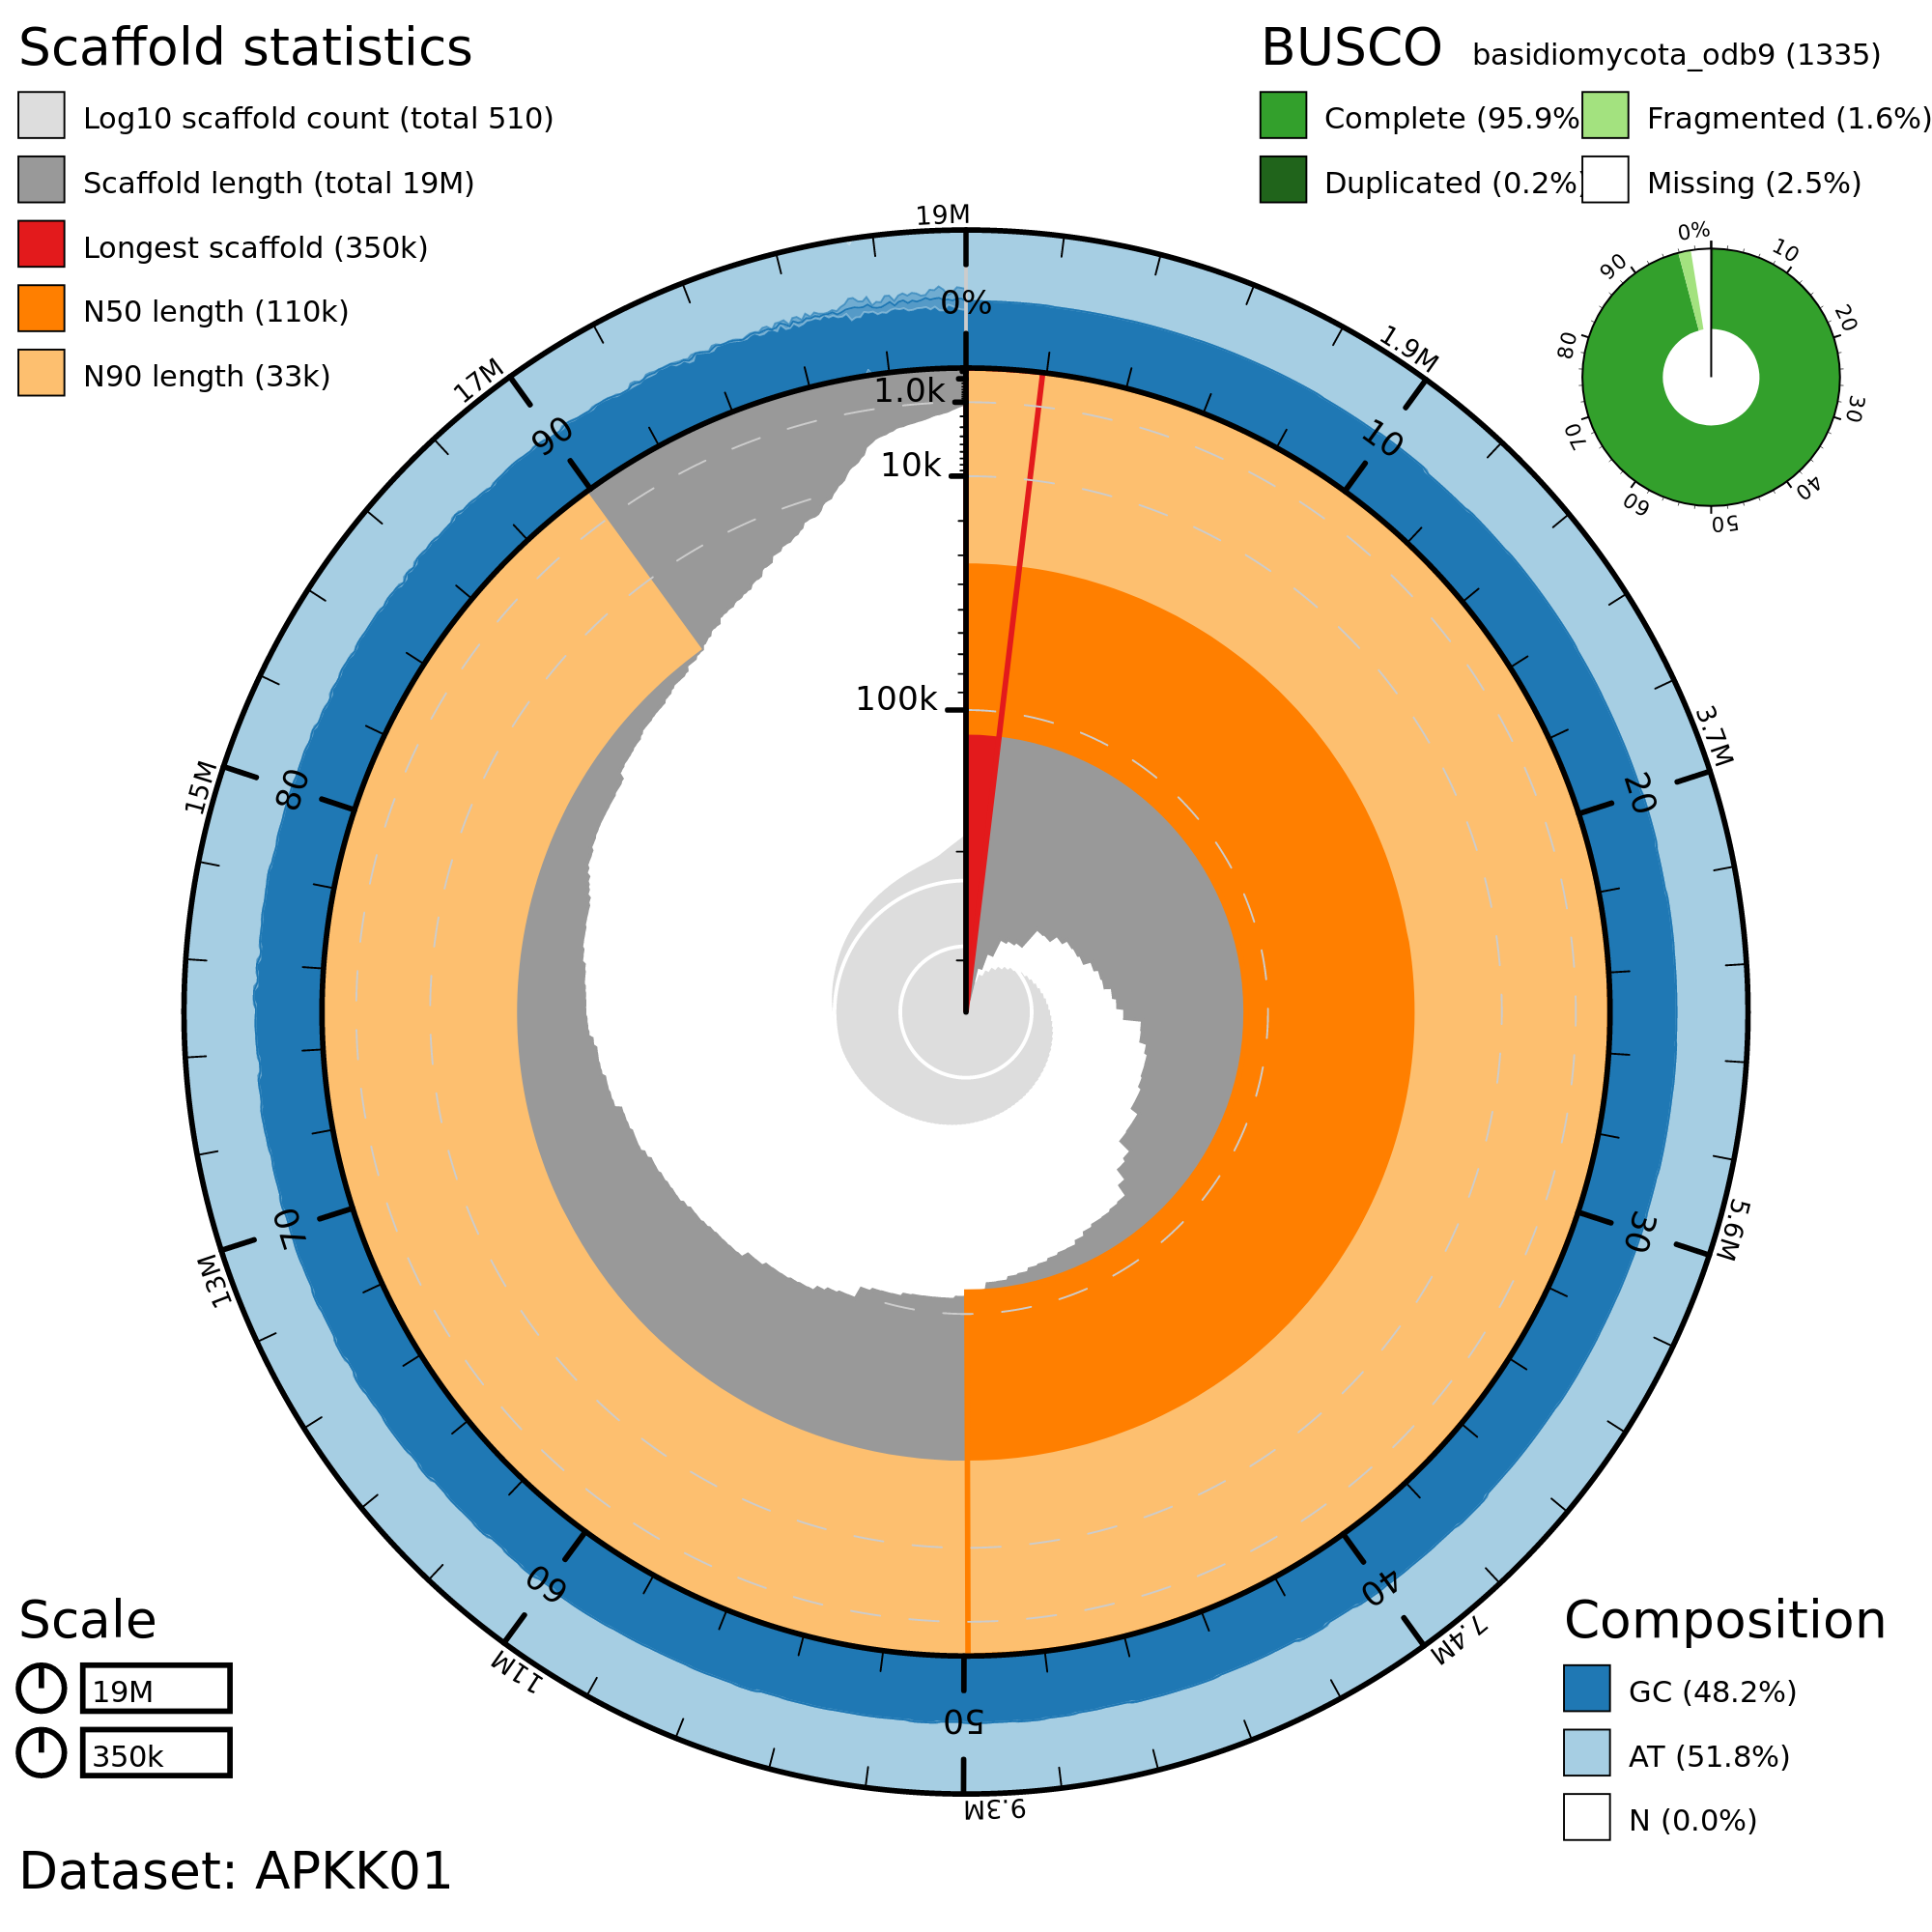 Scaffold statistics
Log10 scaffold count (total 510)
Scaffold length (total 19M)
Longest scaffold (350k)
N50 length (110k)
N90 length (33k)
BUSCO basidiomycota_odb9 (1335)
Complete (95.9% Fragmented (1.6%)
Duplicated (0.2% Missing (2.5%)
0%
10
20
30
40
50
60
70
80
90
19M
1.9M
3.7M
5.6M
7.4M
9.3M
11M
13M
15M
17M
0%
10
20
30
40
50
60
70
80
90
1.0k
10k
100k
Scale
19M
350k
Composition
GC (48.2%)
AT (51.8%)
N (0.0%)
Dataset: APKK01